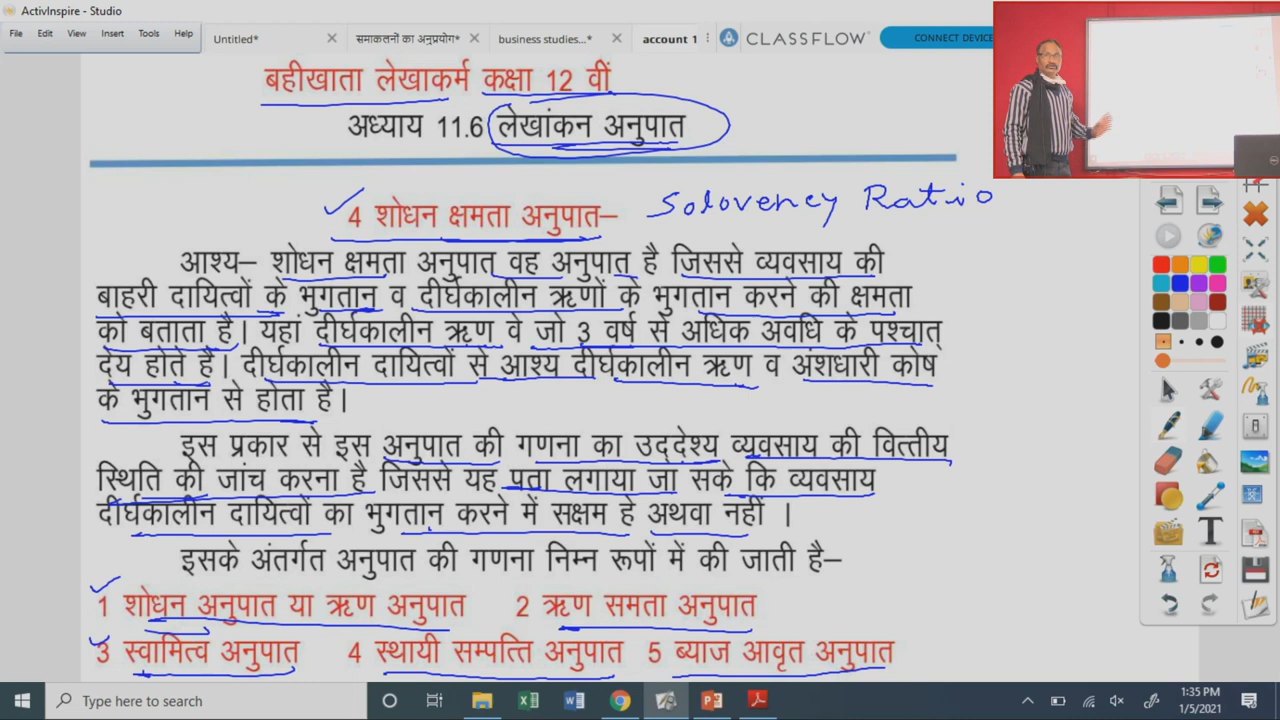 ActivInspire - Studio
File Edit View Insert Tools Help
Untitled* समाकलनों का अनुप्रयोग* business studies...* account 1 CLASSFLOW CONNECT DEVICE
बहीखाता लेखाकर्म कक्षा 12 वीं
अध्याय 11.6 लेखांकन अनुपात
4 शोधन क्षमता अनुपात– Solovency Ratio
आश्य– शोधन क्षमता अनुपात वह अनुपात है जिससे व्यवसाय की
बाहरी दायित्वों के भुगतान व दीर्घकालीन ऋणों के भुगतान करने की क्षमता
को बताता है। यहां दीर्घकालीन ऋण वे जो 3 वर्ष से अधिक अवधि के पश्चात्
देय होते है। दीर्घकालीन दायित्वों से आश्य दीर्घकालीन ऋण व अंशधारी कोष
के भुगतान से होता है।
इस प्रकार से इस अनुपात की गणना का उद्देश्य व्यवसाय की वित्तीय
स्थिति की जांच करना है जिससे यह पता लगाया जा सके कि व्यवसाय
दीर्घकालीन दायित्वों का भुगतान करने में सक्षम हे अथवा नहीं ।
इसके अंतर्गत अनुपात की गणना निम्न रूपों में की जाती है–
1 शोधन अनुपात या ऋण अनुपात 2 ऋण समता अनुपात
3 स्वामित्व अनुपात 4 स्थायी सम्पत्ति अनुपात 5 ब्याज आवृत अनुपात
Type here to search
1:35 PM
1/5/2021